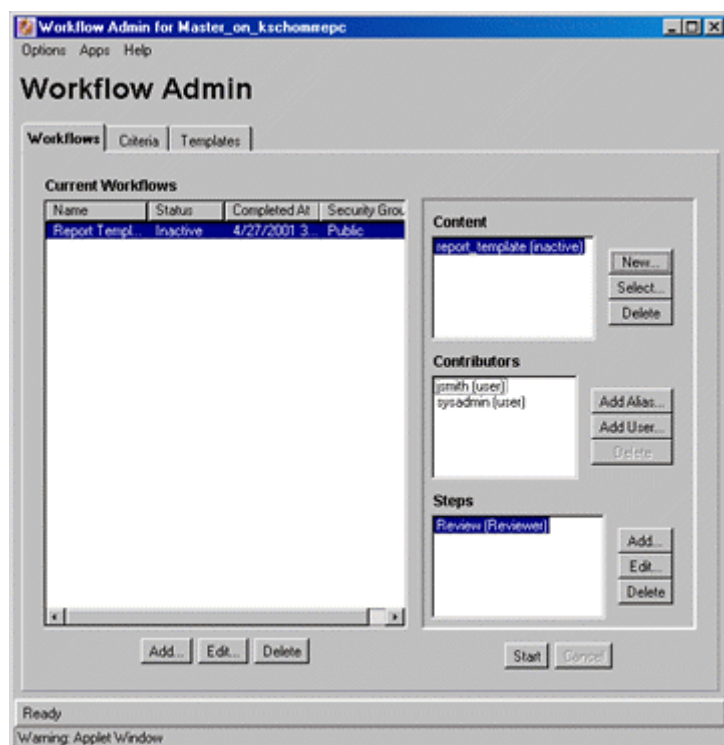 Workflow Admin for Master_on_kschommrepc
Options Apps Help
Workflow Admin
Workflows Criteria Templates
Current Workflows
Name Status Completed At Security Grou
Report Templ... Inactive 4/27/2001 3... Public
Add... Edit... Delete
Content
report_template (inactive)
New...
Select...
Delete
Contributors
jsmith (user)
sysadmin (user)
Add Alias...
Add User...
Delete
Steps
Review (Reviewer)
Add...
Edit...
Delete
Start Cancel
Ready
Warning: Applet Window